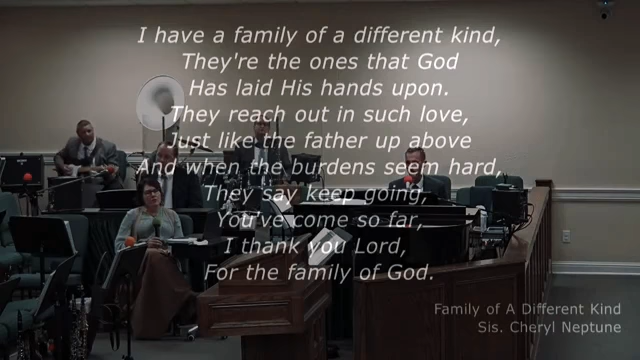 I have a family of a different kind,
They're the ones that God
Has laid His hands upon.
They reach out in such love,
Just like the father up above
And when the burdens seem hard,
They say keep going,
You've come so far,
I thank you Lord,
For the family of God.
Family of A Different Kind
Sis. Cheryl Neptune